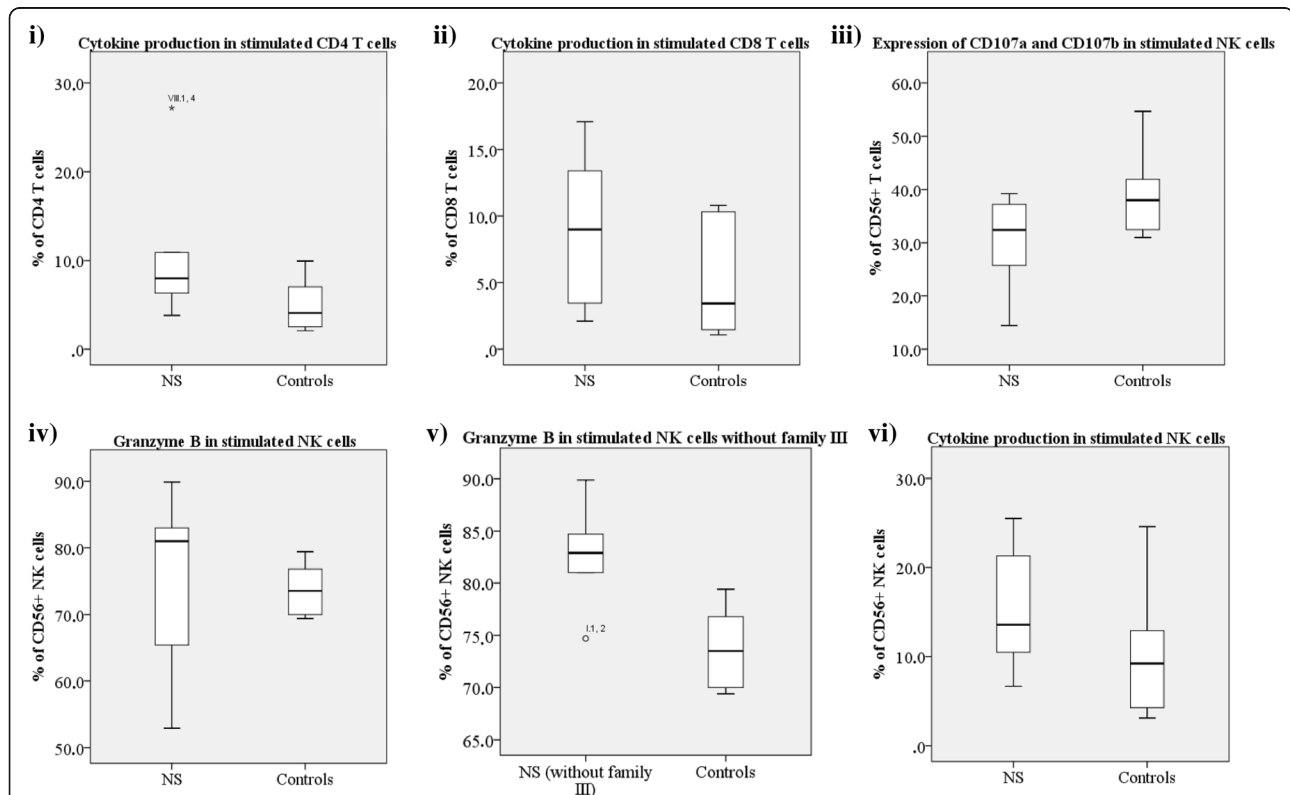 i)
Cytokine production in stimulated CD4 T cells
% of CD4 T cells
30.0
20.0
10.0
.0
VIII.1, 4
*
NS
Controls
ii)
Cytokine production in stimulated CD8 T cells
% of CD8 T cells
20.0
15.0
10.0
5.0
.0
NS
Controls
iii)
Expression of CD107a and CD107b in stimulated NK cells
% of CD56+ T cells
60.0
50.0
40.0
30.0
20.0
10.0
NS
Controls
iv)
Granzyme B in stimulated NK cells
% of CD56+ NK cells
90.0
80.0
70.0
60.0
50.0
NS
Controls
v)
Granzyme B in stimulated NK cells without family III
% of CD56+ NK cells
90.0
85.0
80.0
75.0
70.0
65.0
I.1, 2
NS (without family
III)
Controls
vi)
Cytokine production in stimulated NK cells
% of CD56+ NK cells
30.0
20.0
10.0
.0
NS
Controls